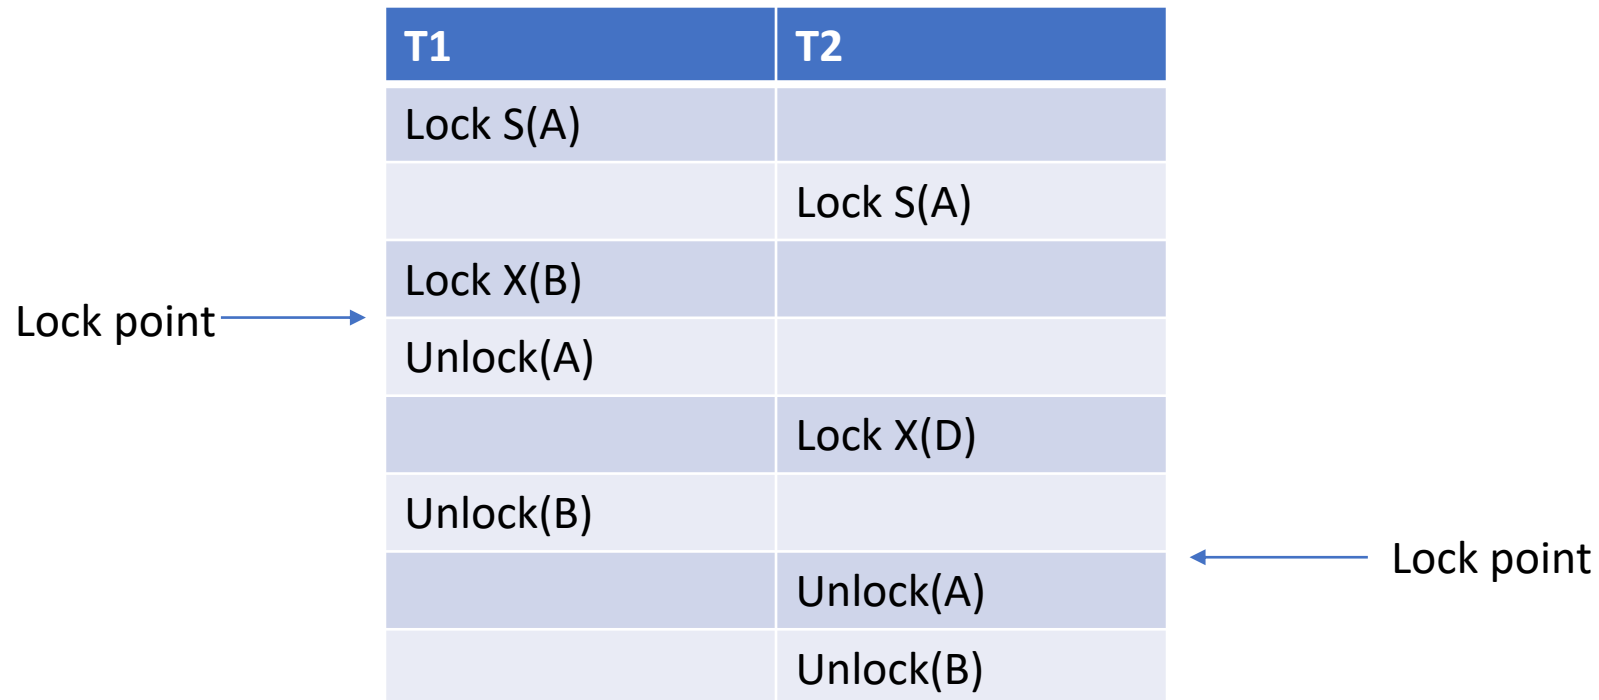 T1 T2
Lock S(A)
Lock S(A)
Lock X(B)
Lock point
Unlock(A)
Lock X(D)
Unlock(B)
Lock point
Unlock(A)
Unlock(B)